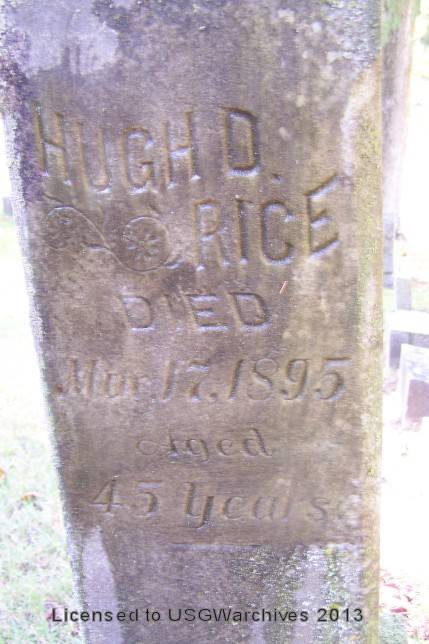 HUGH D.
RICE
DIED
Mar. 17, 1895
Aged
45 Years.
Licensed to USGWarchives 2013